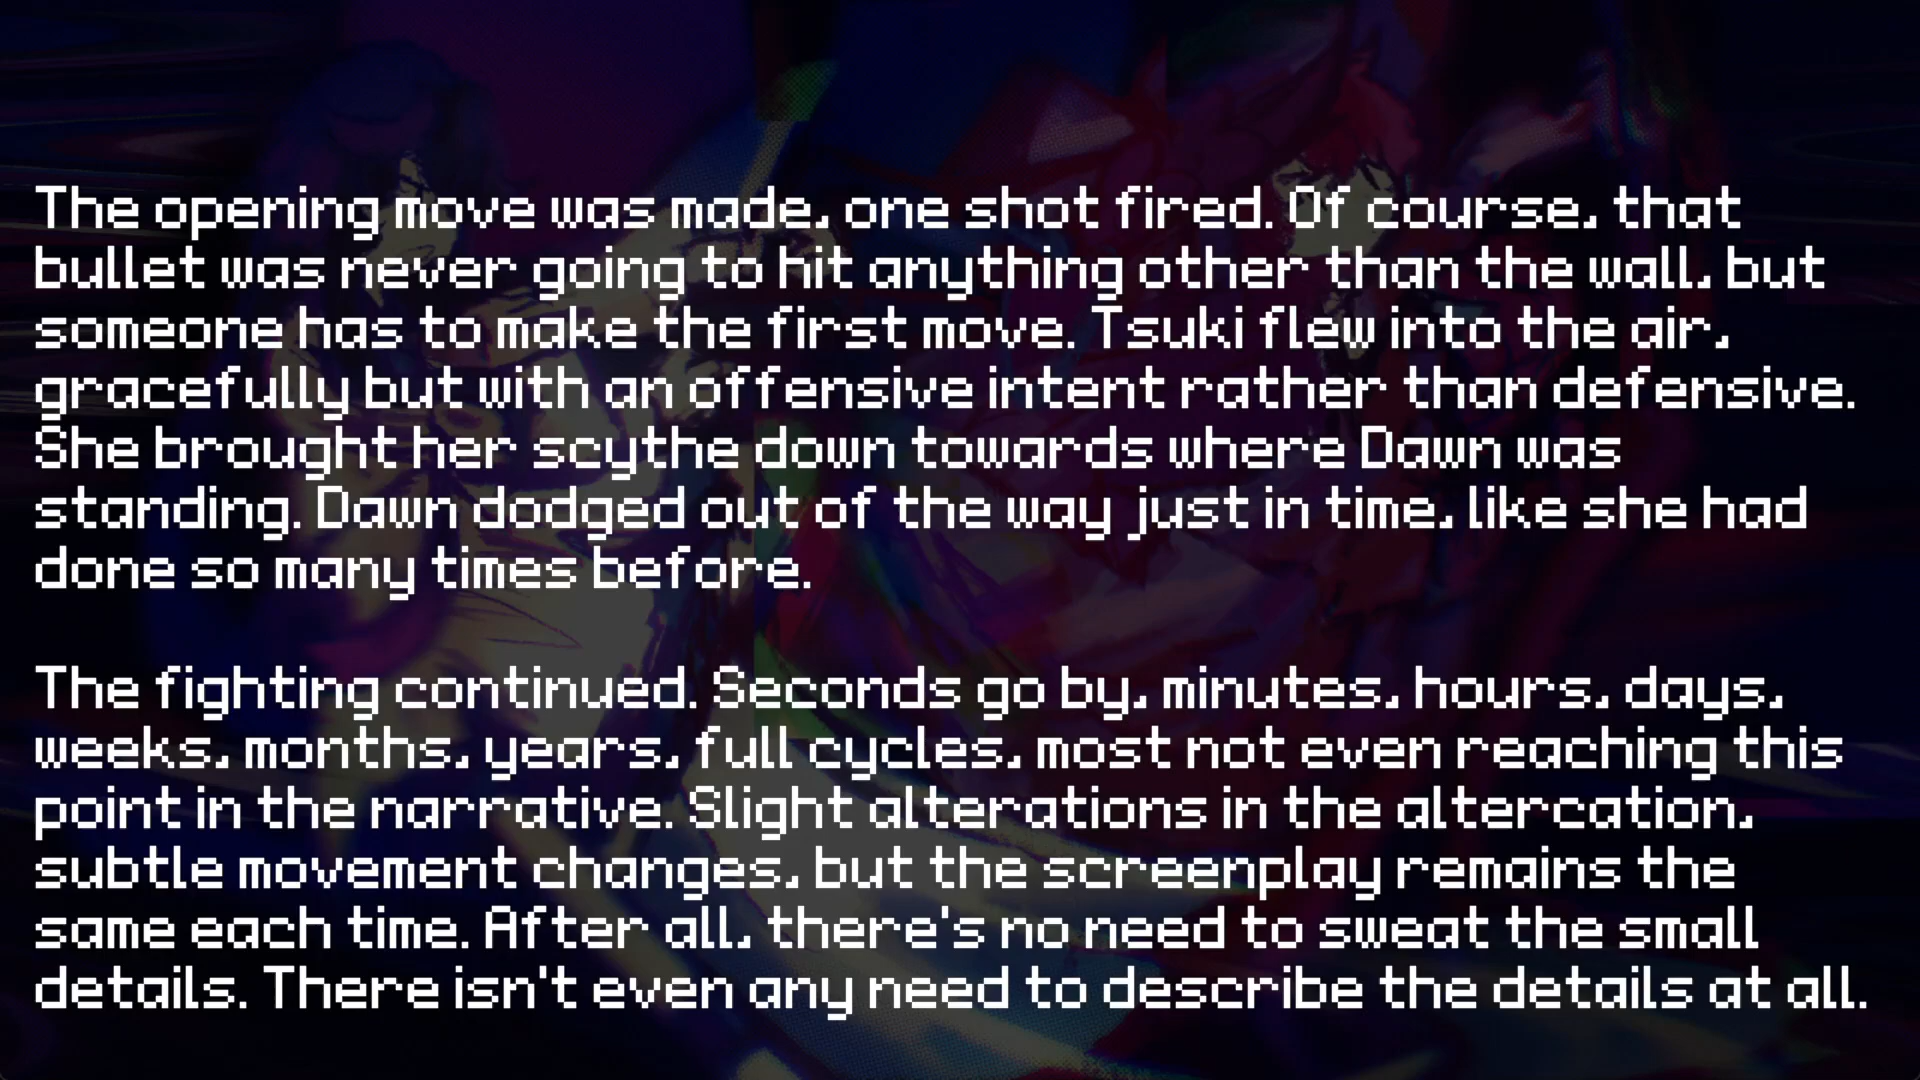 The opening move was made, one shot fired. Of course, that
bullet was never going to hit anything other than the wall, but
someone has to make the first move. Tsuki flew into the air,
gracefully but with an offensive intent rather than defensive.
She brought her scythe down towards where Dawn was
standing. Dawn dodged out of the way just in time, like she had
done so many times before.
The fighting continued. Seconds go by, minutes, hours, days,
weeks, months, years, full cycles, most not even reaching this
point in the narrative. Slight alterations in the altercation,
subtle movement changes, but the screenplay remains the
same each time. After all, there's no need to sweat the small
details. There isn't even any need to describe the details at all.